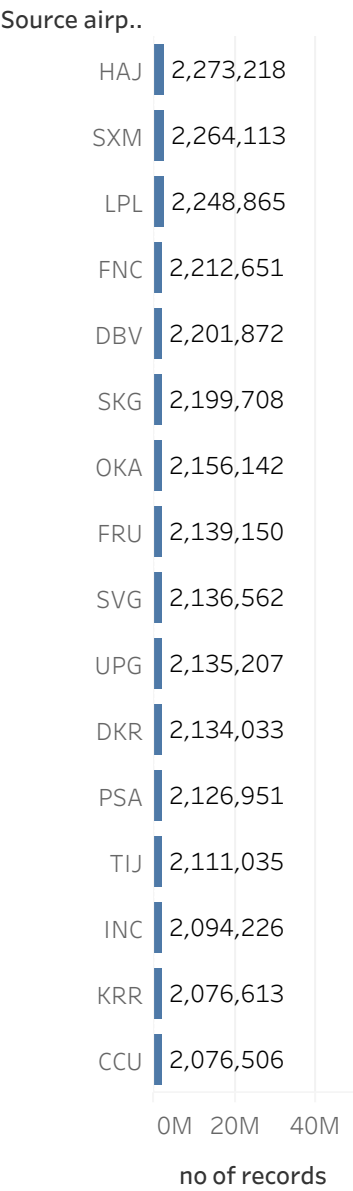 Source airp..
HAJ 2,273,218
SXM 2,264,113
LPL 2,248,865
FNC 2,212,651
DBV 2,201,872
SKG 2,199,708
OKA 2,156,142
FRU 2,139,150
SVG 2,136,562
UPG 2,135,207
DKR 2,134,033
PSA 2,126,951
TIJ 2,111,035
INC 2,094,226
KRR 2,076,613
CCU 2,076,506
0M 20M 40M
no of records